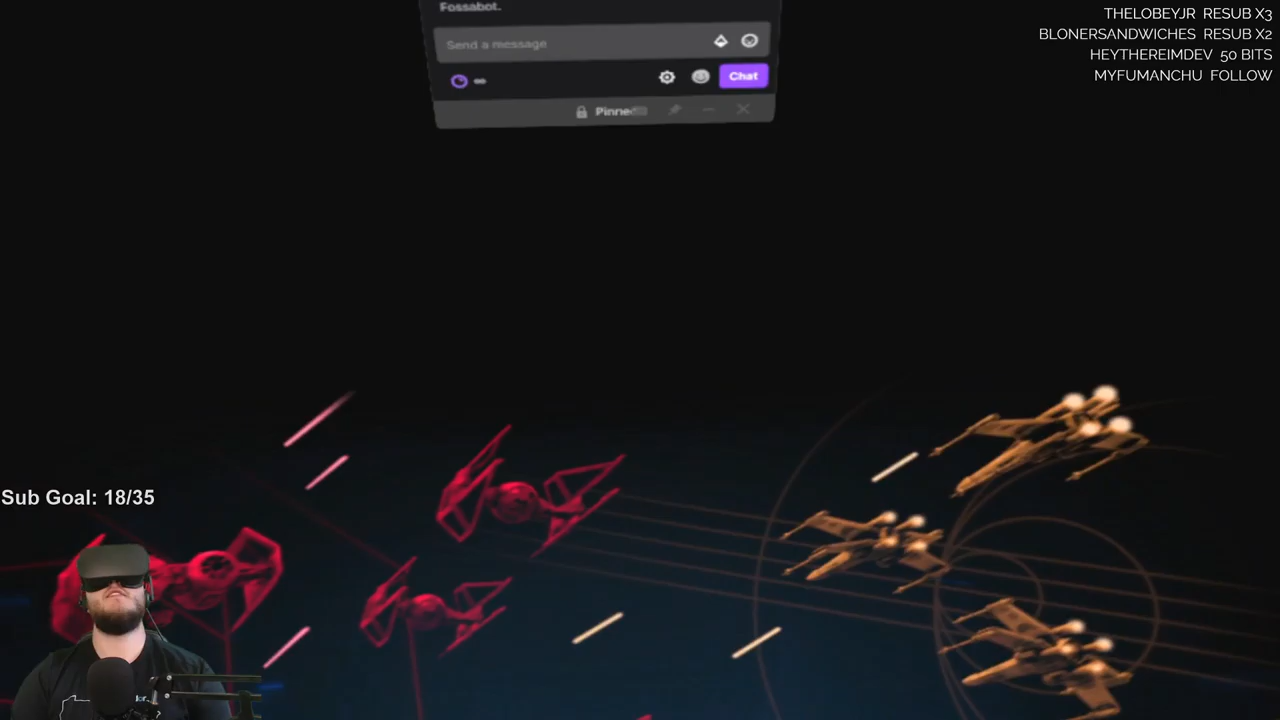 Fossabot.
Send a message
Chat
Pinned
THELOBEYJR RESUB X3
BLONERSANDWICHES RESUB X2
HEYTHEREIMDEV 50 BITS
MYFUMANCHU FOLLOW
Sub Goal: 18/35